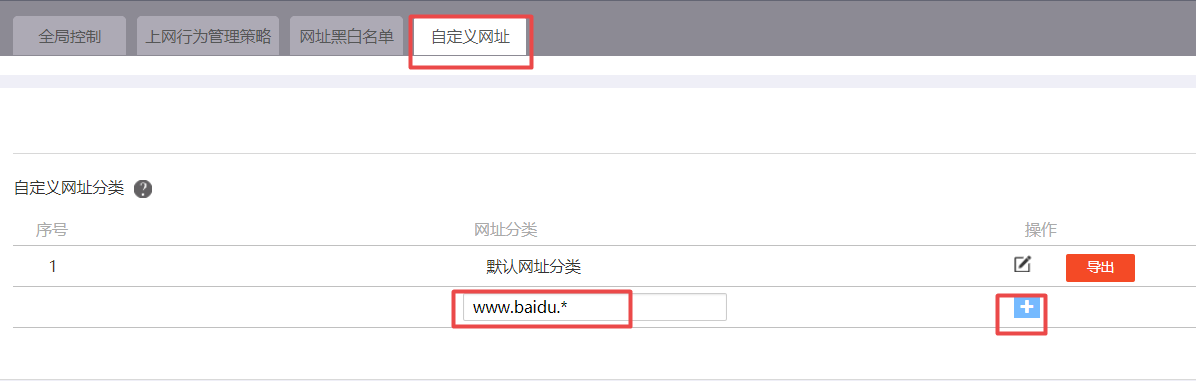 全局控制 上网行为管理策略 网址黑白名单 自定义网址
自定义网址分类 ?
序号 网址分类 操作
1 默认网址分类 导出
www.baidu.*